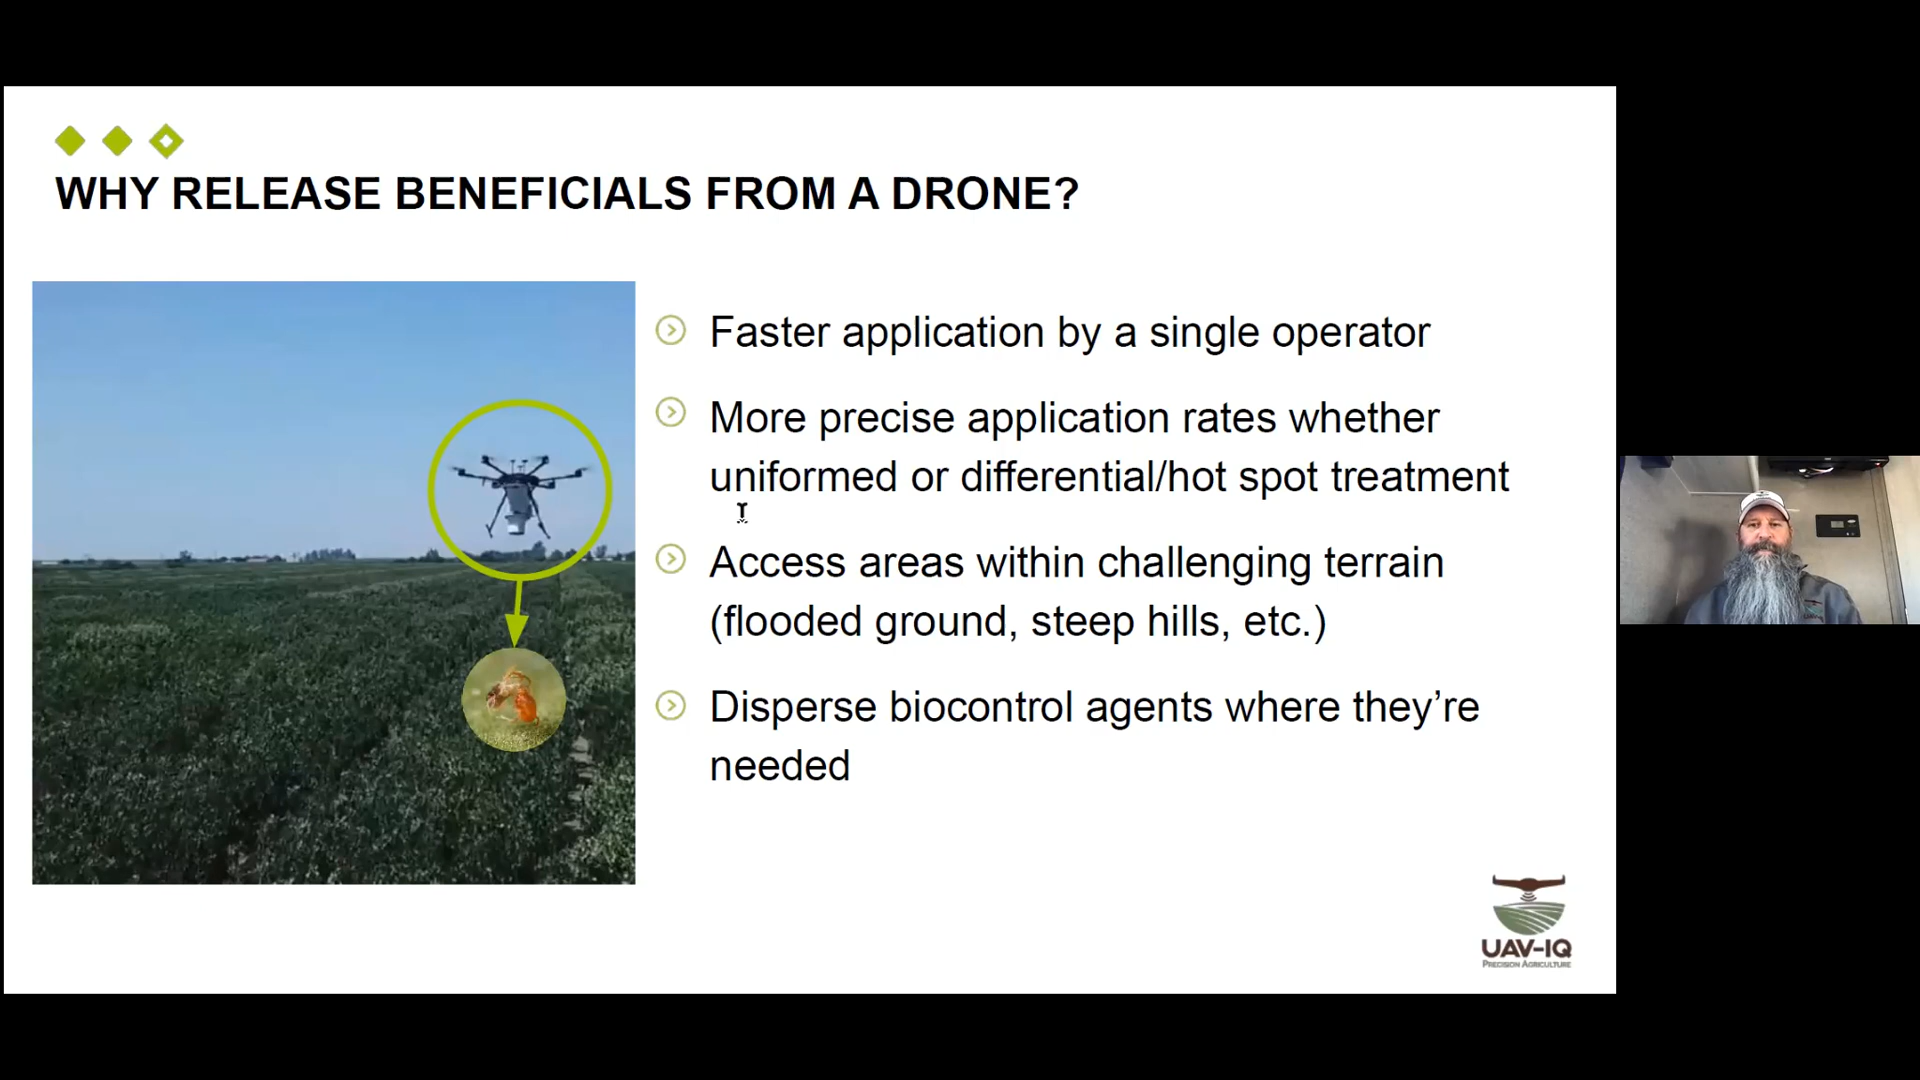 WHY RELEASE BENEFICIALS FROM A DRONE?
Faster application by a single operator
More precise application rates whether
uniformed or differential/hot spot treatment
Access areas within challenging terrain
(flooded ground, steep hills, etc.)
Disperse biocontrol agents where they’re
needed
UAV-IQ
PRECISION AGRICULTURE